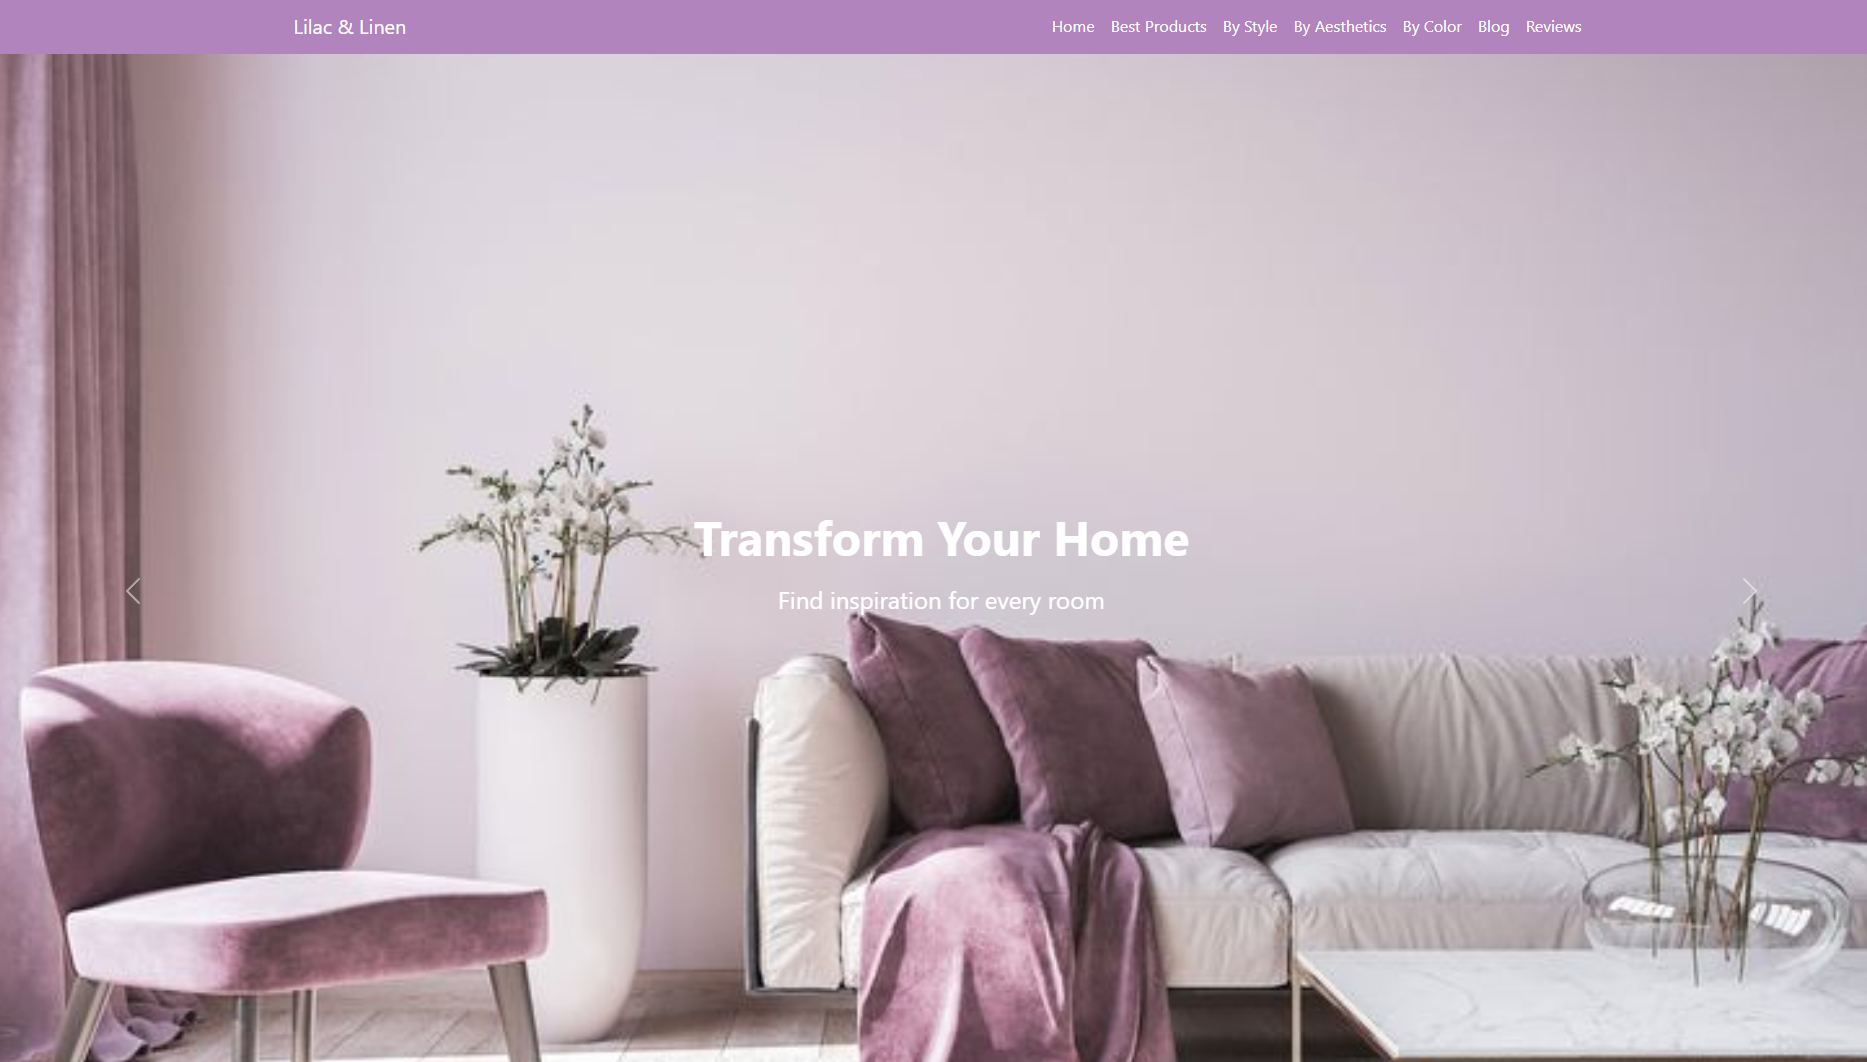 Lilac & Linen
Home Best Products By Style By Aesthetics By Color Blog Reviews
Transform Your Home
Find inspiration for every room